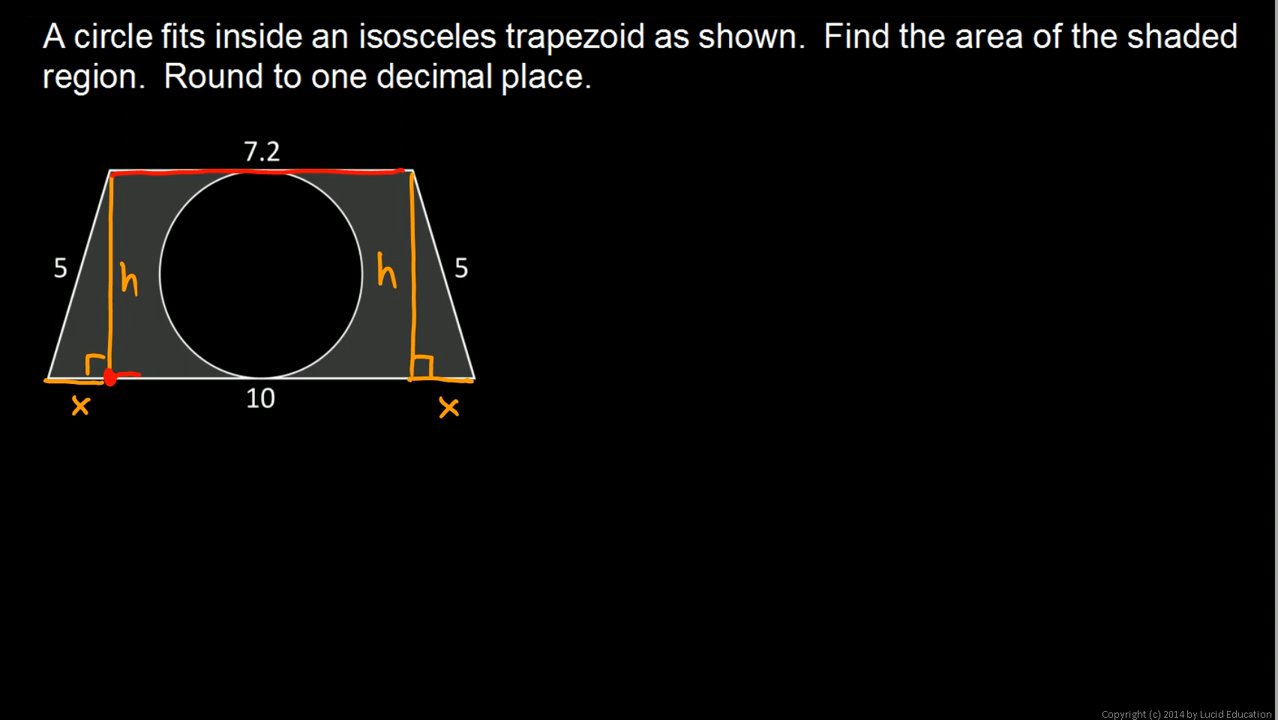 A circle fits inside an isosceles trapezoid as shown.  Find the area of the shaded
region.  Round to one decimal place.
7.2
5
h
h
5
10
x
x
Copyright (c) 2014 by Lucid Education